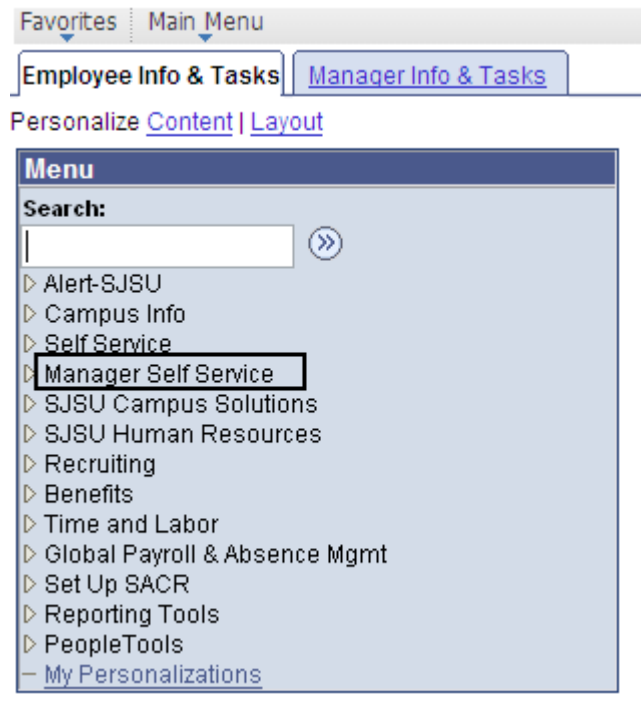 Favorites Main Menu
Employee Info & Tasks Manager Info & Tasks
Personalize Content | Layout
Menu
Search:
Alert-SJSU
Campus Info
Self Service
Manager Self Service
SJSU Campus Solutions
SJSU Human Resources
Recruiting
Benefits
Time and Labor
Global Payroll & Absence Mgmt
Set Up SACR
Reporting Tools
PeopleTools
My Personalizations